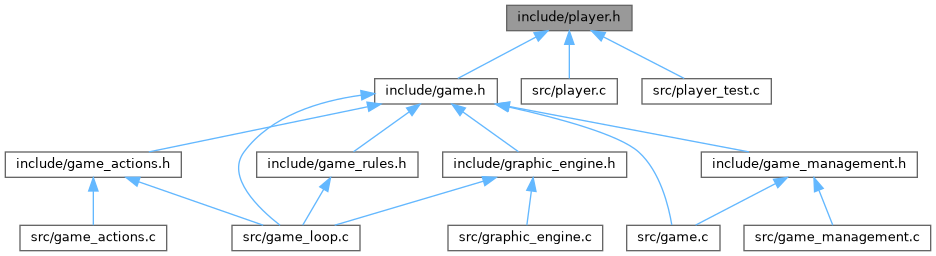 include/player.h
include/game.h
src/player.c
src/player_test.c
include/game_actions.h
include/game_rules.h
include/graphic_engine.h
include/game_management.h
src/game_actions.c
src/game_loop.c
src/graphic_engine.c
src/game.c
src/game_management.c